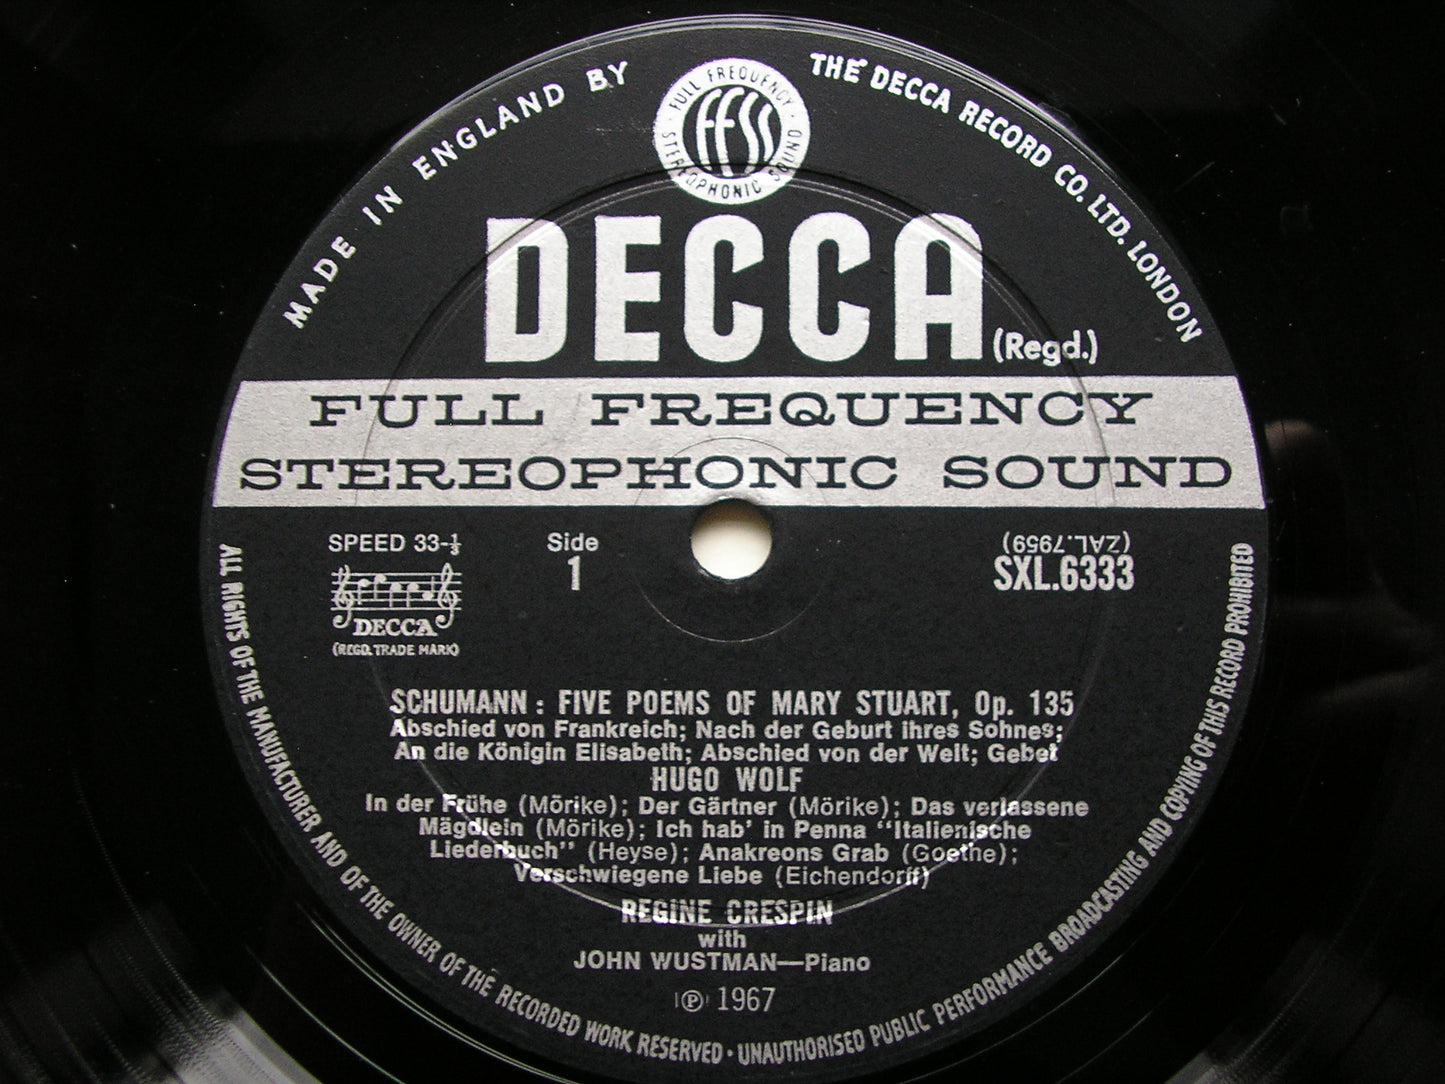 MADE IN ENGLAND BY
THE DECCA RECORD CO. LTD. LONDON
FULL FREQUENCY
STEREOPHONIC SOUND
FFSS
DECCA (Regd.)
FULL FREQUENCY
STEREOPHONIC SOUND
SPEED 33-⅓
Side
1
(ZAL.7959)
SXL.6333
DECCA
(REGD. TRADE MARK)
SCHUMANN : FIVE POEMS OF MARY STUART, Op. 135
Abschied von Frankreich; Nach der Geburt ihres Sohnes;
An die Königin Elisabeth; Abschied von der Welt; Gebet
HUGO WOLF
In der Frühe (Mörike); Der Gärtner (Mörike); Das verlassene
Mägdlein (Mörike); Ich hab' in Penna "Italienische
Liederbuch" (Heyse); Anakreons Grab (Goethe);
Verschwiegene Liebe (Eichendorff)
REGINE CRESPIN
with
JOHN WUSTMAN—Piano
℗ 1967
ALL RIGHTS OF THE MANUFACTURER AND OF THE OWNER OF THE RECORDED WORK RESERVED · UNAUTHORISED PUBLIC PERFORMANCE BROADCASTING AND COPYING OF THIS RECORD PROHIBITED